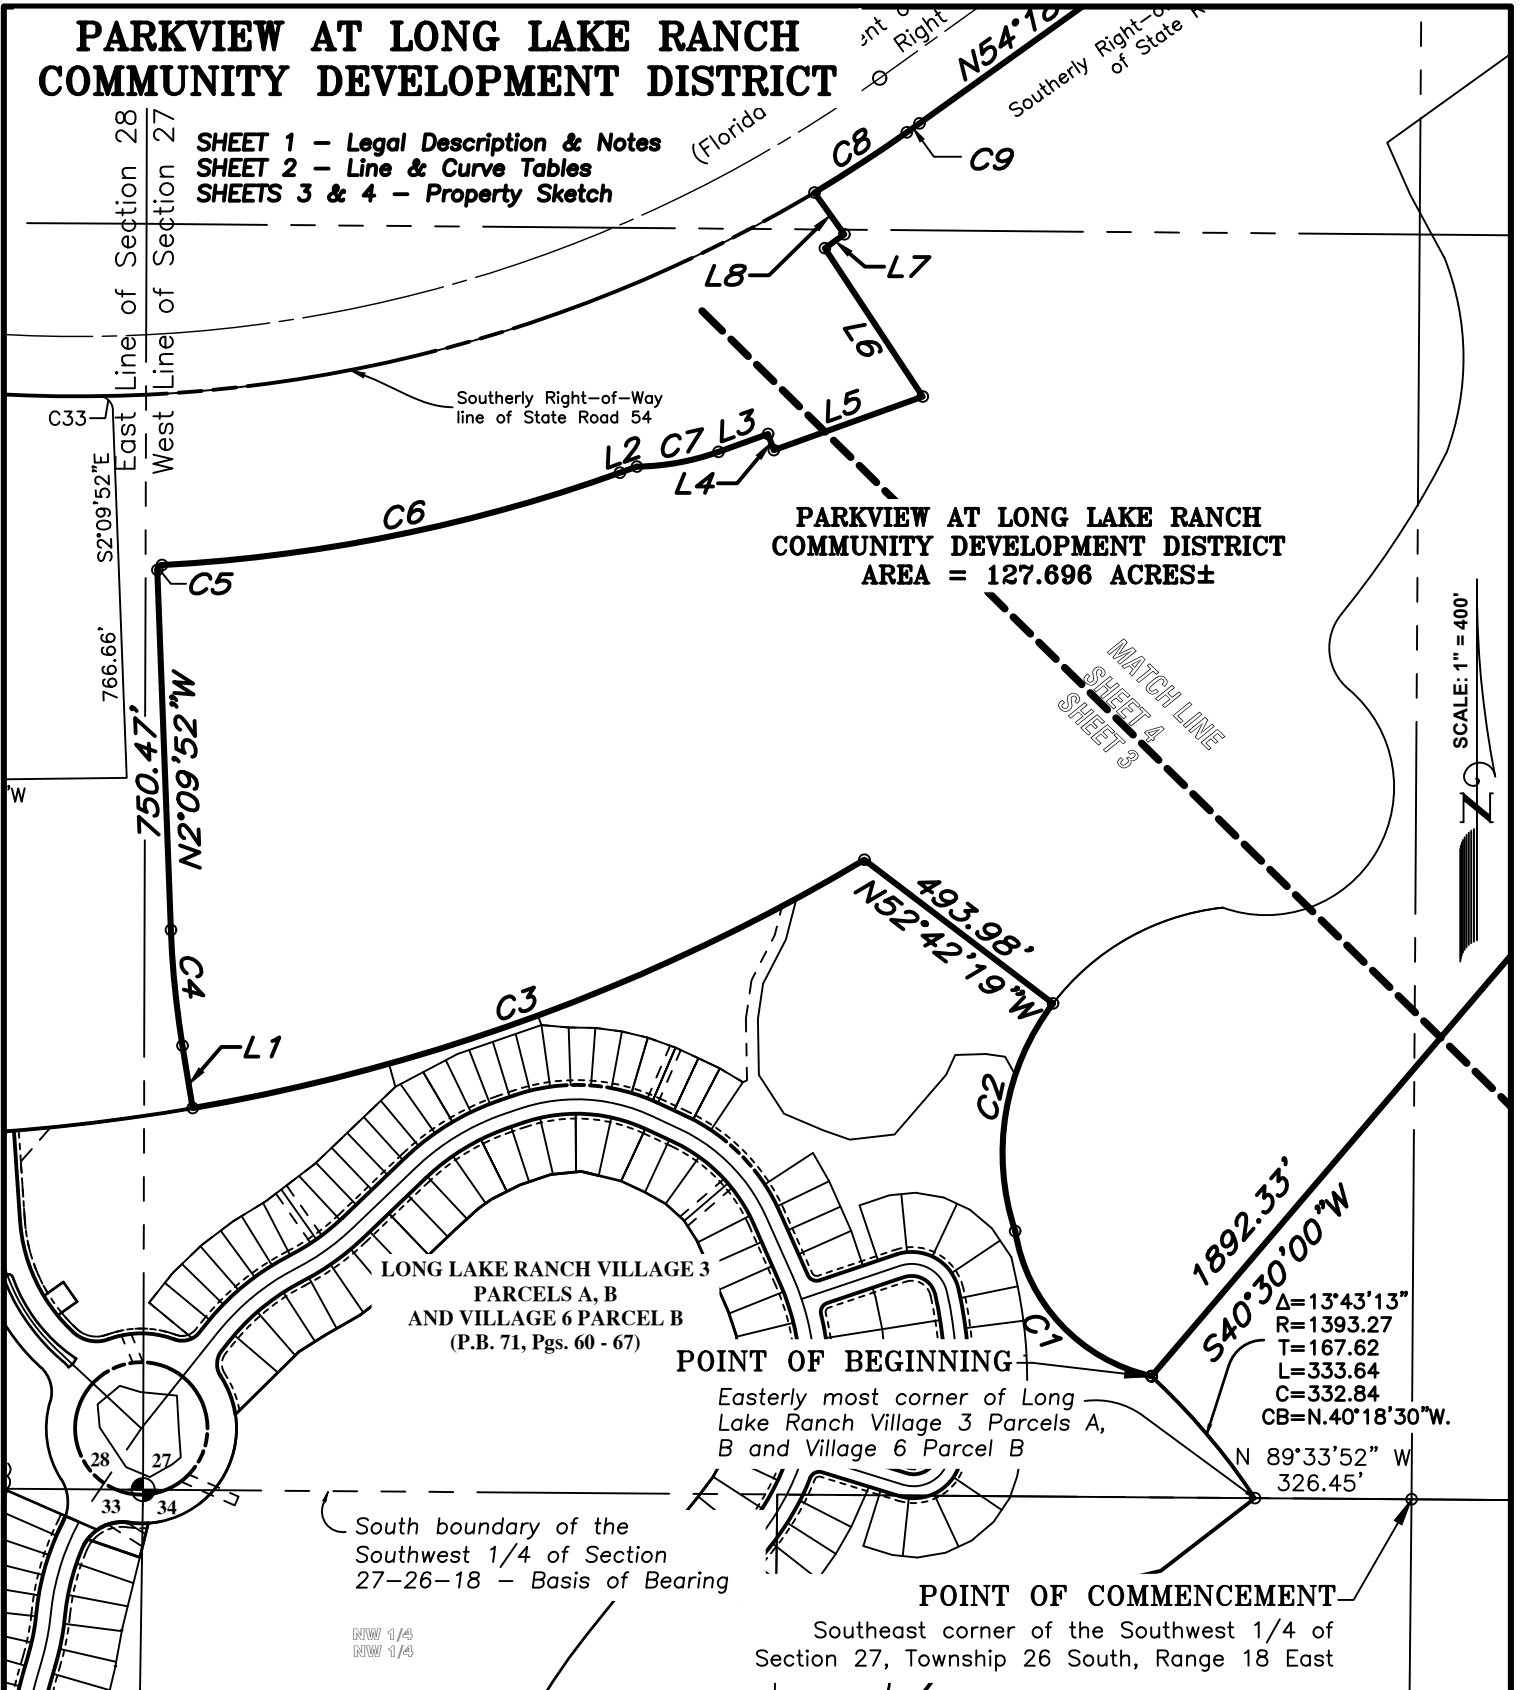 PARKVIEW AT LONG LAKE RANCH
COMMUNITY DEVELOPMENT DISTRICT
SHEET 1 – Legal Description & Notes
SHEET 2 – Line & Curve Tables
SHEETS 3 & 4 – Property Sketch
East Line of Section 28
West Line of Section 27
(Florida
Right
N54°18
Southerly Right-o
of State
C8
C9
L8
L7
L6
L5
L3
L4
C7
L2
C6
C5
C33
Southerly Right-of-Way
line of State Road 54
S2°09'52"E
766.66'
750.47'
N2°09'52"W
'W
PARKVIEW AT LONG LAKE RANCH
COMMUNITY DEVELOPMENT DISTRICT
AREA = 127.696 ACRES±
MATCH LINE
SHEET 4
SHEET 3
SCALE: 1" = 400'
N
493.98'
N52°42'19"W
C4
L1
C3
C2
C1
1892.33'
S40°30'00"W
Δ=13°43'13"
R=1393.27
T=167.62
L=333.64
C=332.84
CB=N.40°18'30"W.
LONG LAKE RANCH VILLAGE 3
PARCELS A, B
AND VILLAGE 6 PARCEL B
(P.B. 71, Pgs. 60 - 67)
POINT OF BEGINNING
Easterly most corner of Long
Lake Ranch Village 3 Parcels A,
B and Village 6 Parcel B
N 89°33'52" W
326.45'
28 27
33 34
South boundary of the
Southwest 1/4 of Section
27-26-18 – Basis of Bearing
POINT OF COMMENCEMENT
Southeast corner of the Southwest 1/4 of
Section 27, Township 26 South, Range 18 East
NW 1/4
NW 1/4